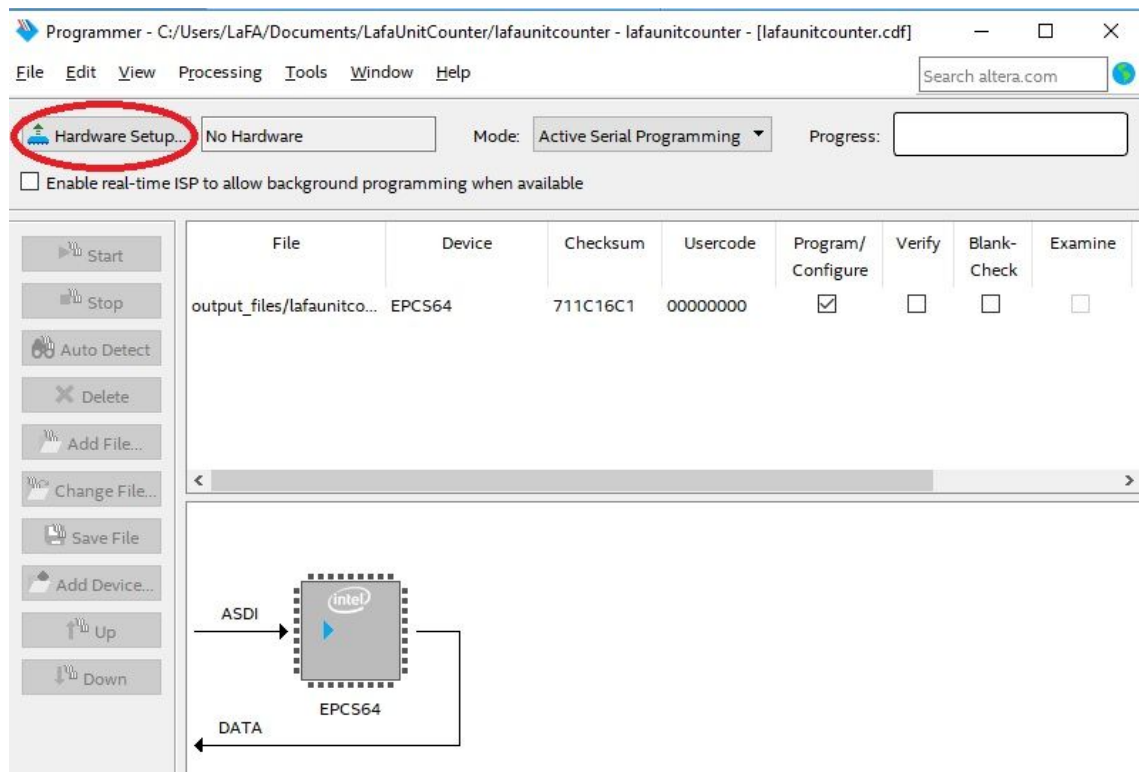 Programmer - C:/Users/LaFA/Documents/LafaUnitCounter/lafaunitcounter - lafaunitcounter - [lafaunitcounter.cdf]
File Edit View Processing Tools Window Help
Search altera.com
Hardware Setup... No Hardware Mode: Active Serial Programming Progress:
Enable real-time ISP to allow background programming when available
Start
Stop
Auto Detect
Delete
Add File...
Change File...
Save File
Add Device...
Up
Down
File Device Checksum Usercode Program/ Verify Blank- Examine
Configure Check
output_files/lafaunitco... EPCS64 711C16C1 00000000
intel
ASDI
EPCS64
DATA